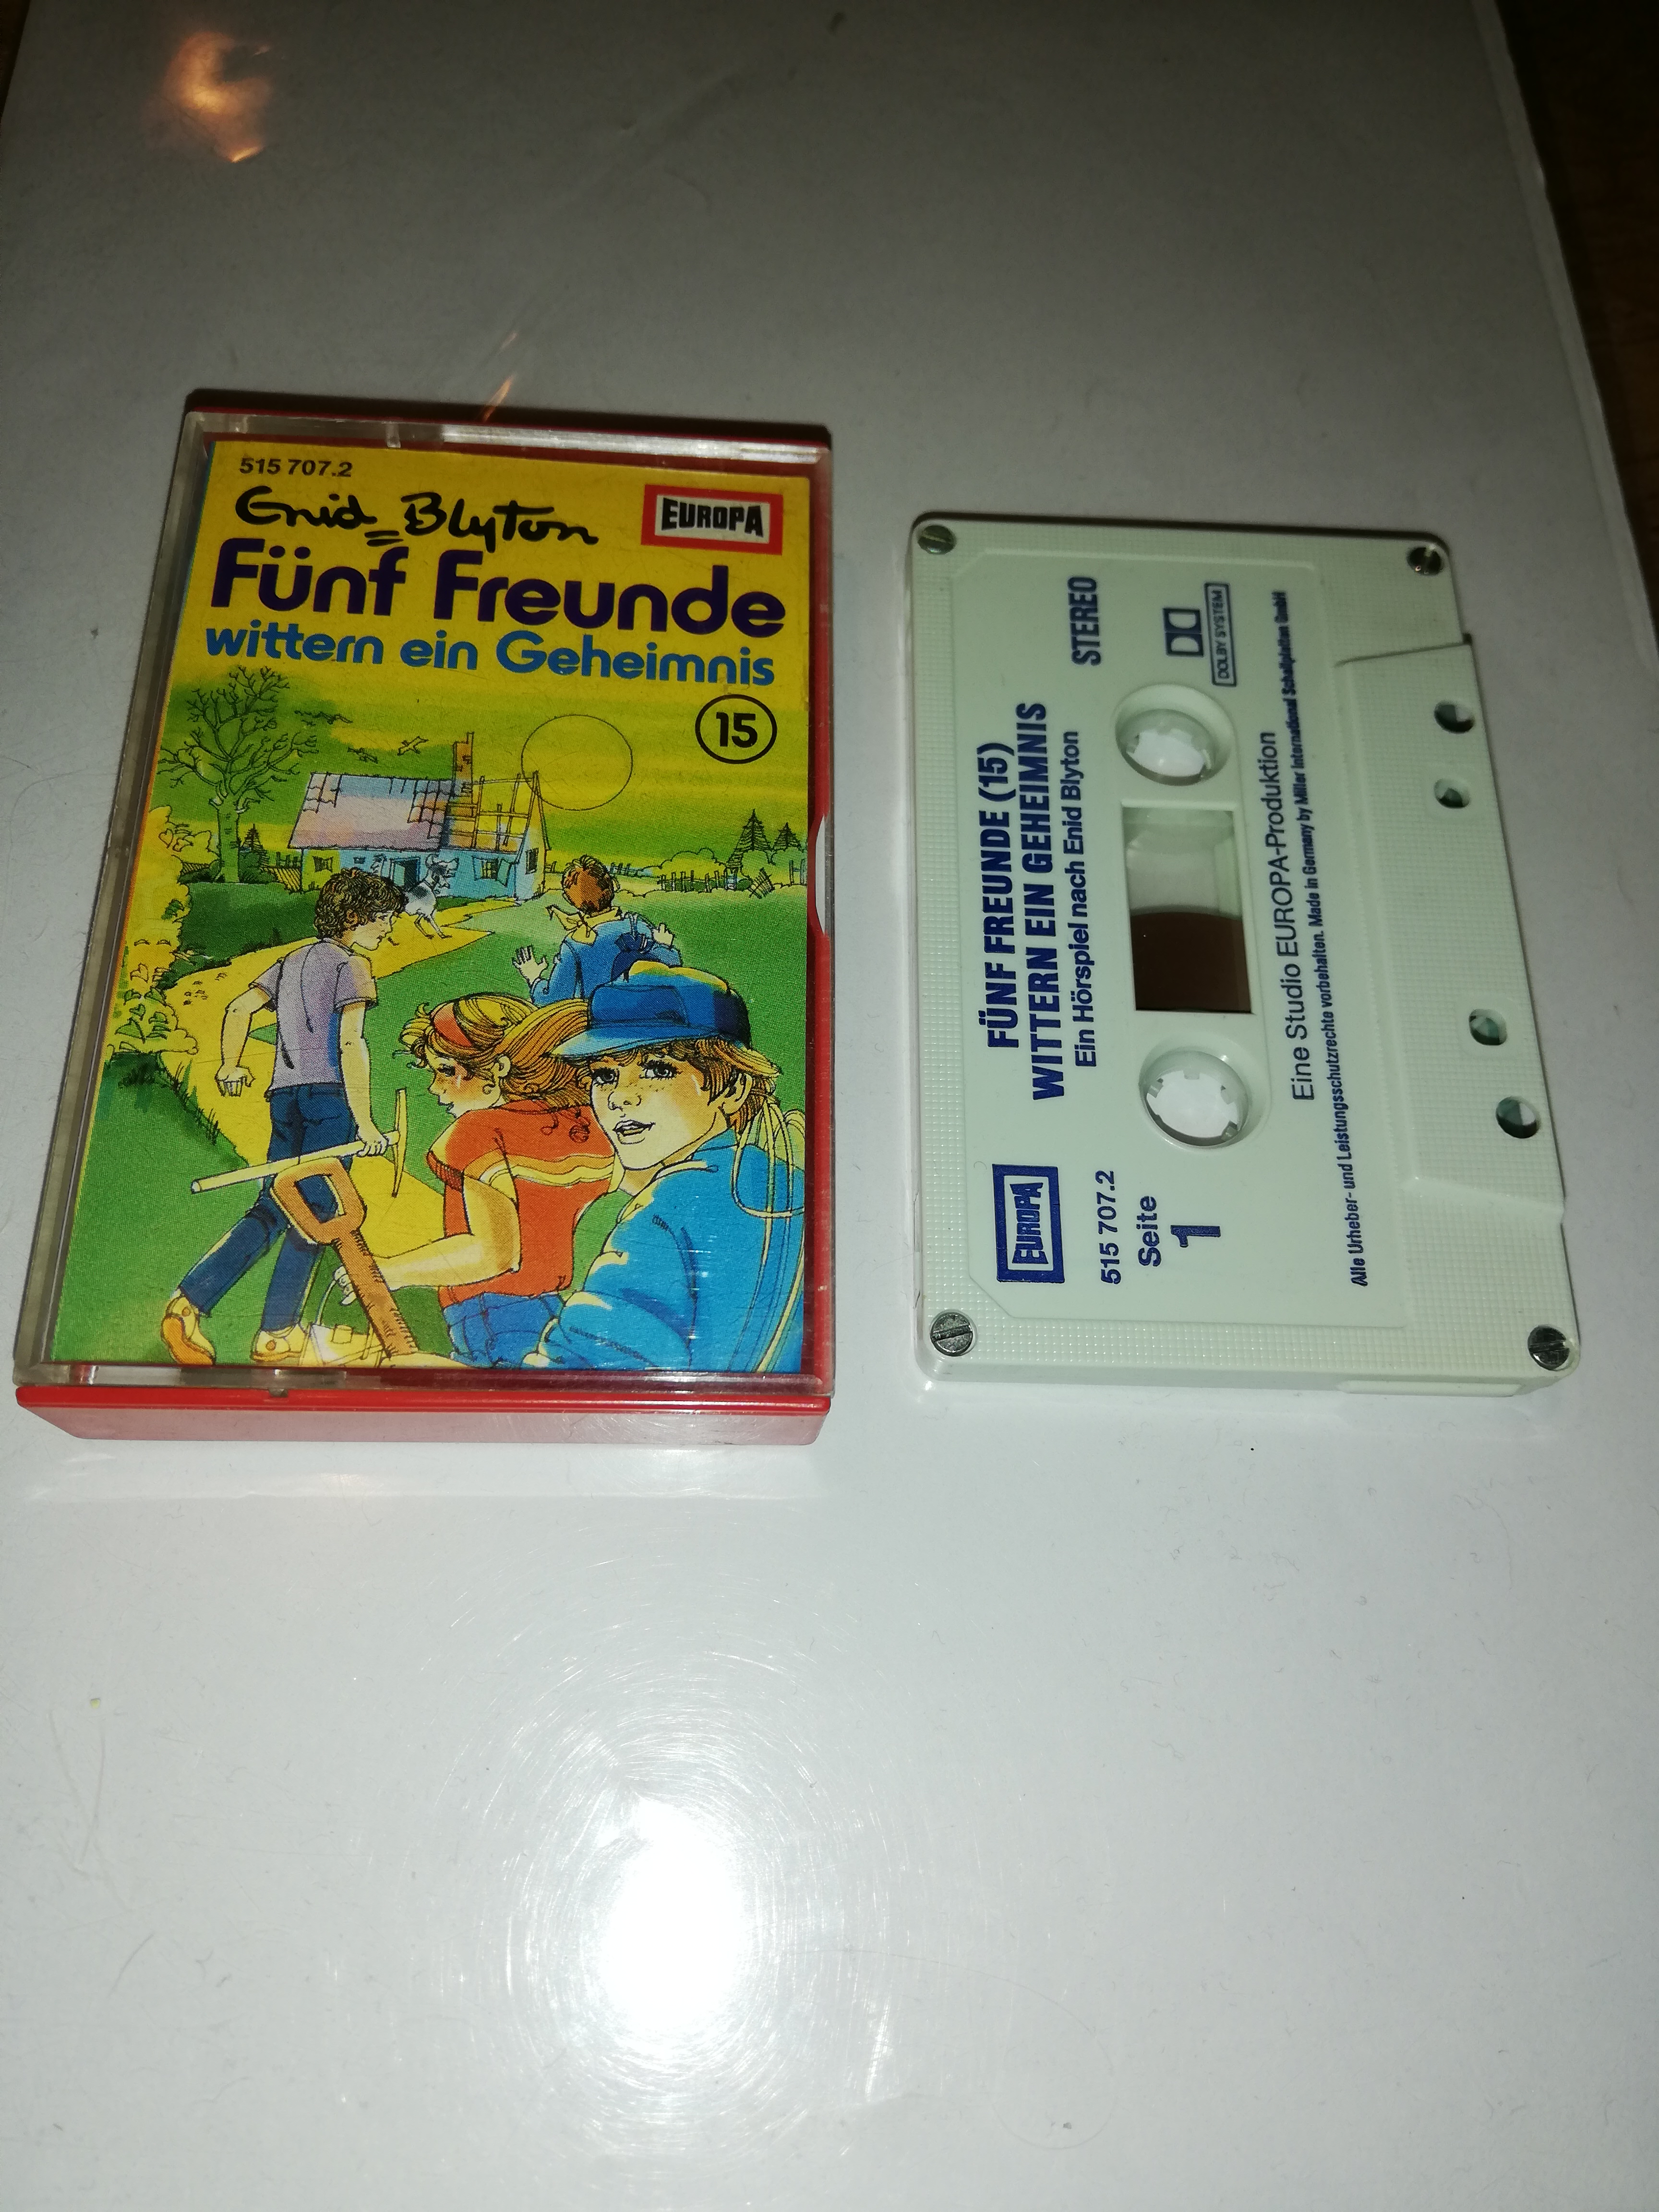 515 707.2
Enid Blyton
EUROPA
Fünf Freunde
wittern ein Geheimnis
15
FÜNF FREUNDE (15)
WITTERN EIN GEHEIMNIS
Ein Hörspiel nach Enid Blyton
STEREO
EUROPA
515 707.2
Seite
1
DOLBY SYSTEM
Eine Studio EUROPA-Produktion
Alle Urheber- und Leistungsschutzrechte vorbehalten. Made in Germany by Miller International Schallplatten GmbH